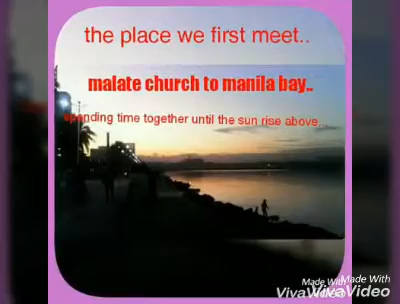 the place we first meet..
malate church to manila bay..
spending time together until the sun rise above...
Made With
VivaVideo
Made With
VivaVideo